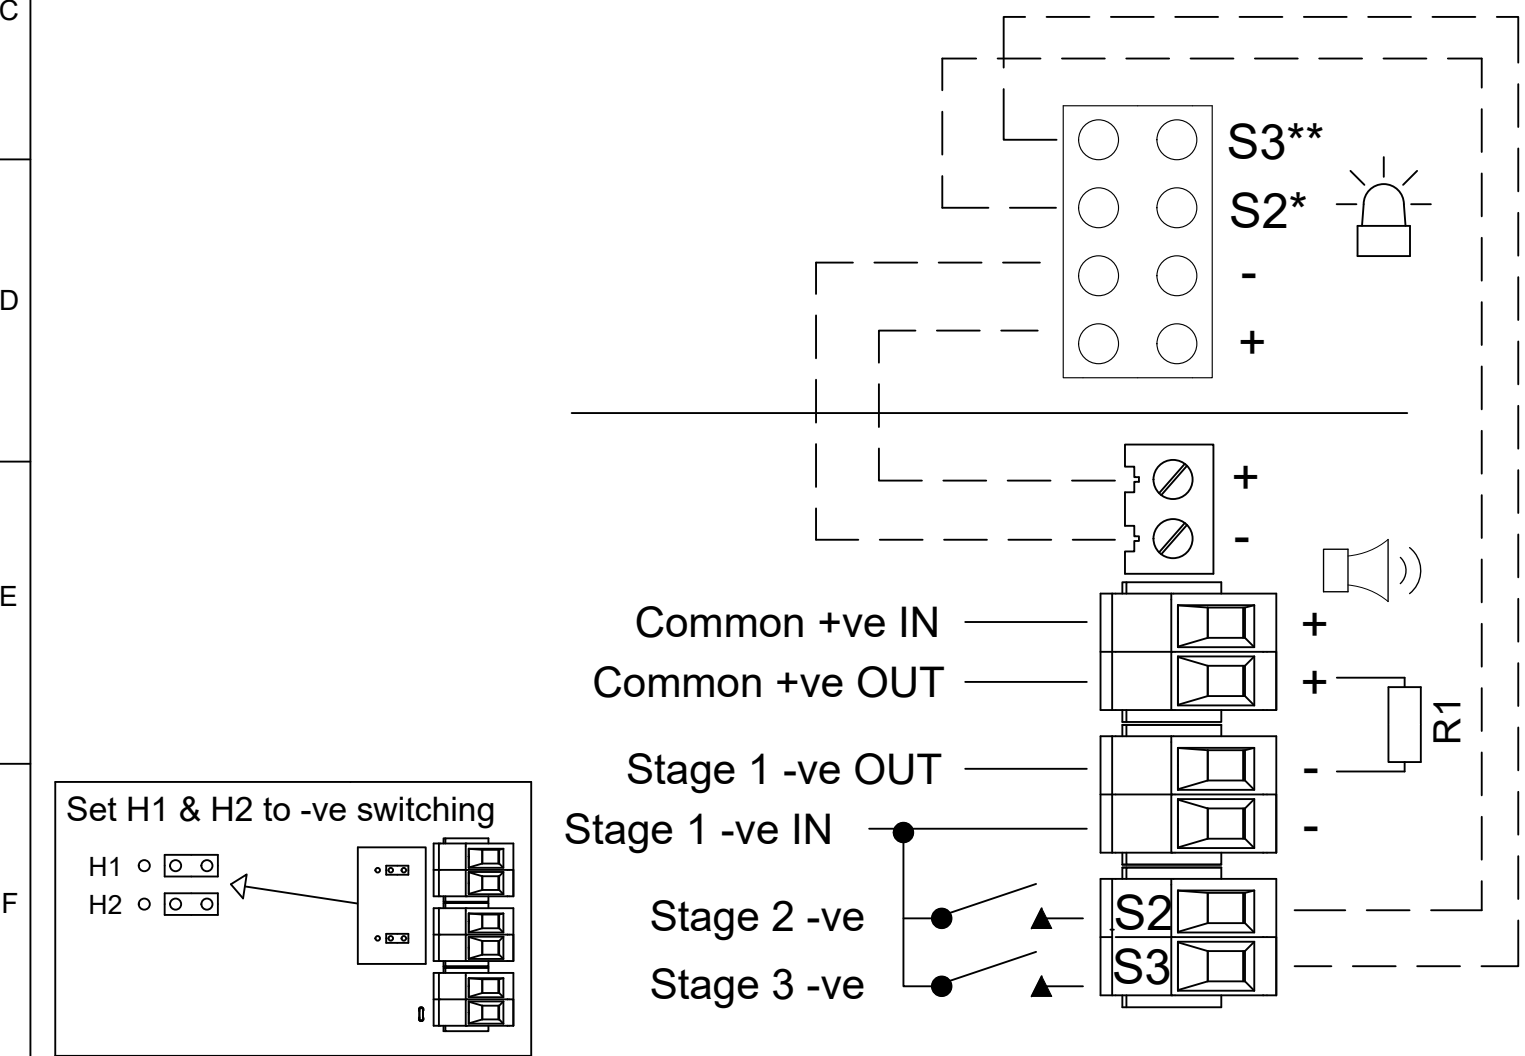 C
S3**
S2*
D
-
+
+
-
E
Common +ve IN
+
Common +ve OUT
+
R1
Stage 1 -ve OUT
-
Set H1 & H2 to -ve switching
Stage 1 -ve IN
-
H1
H2
F
Stage 2 -ve
S2
Stage 3 -ve
S3